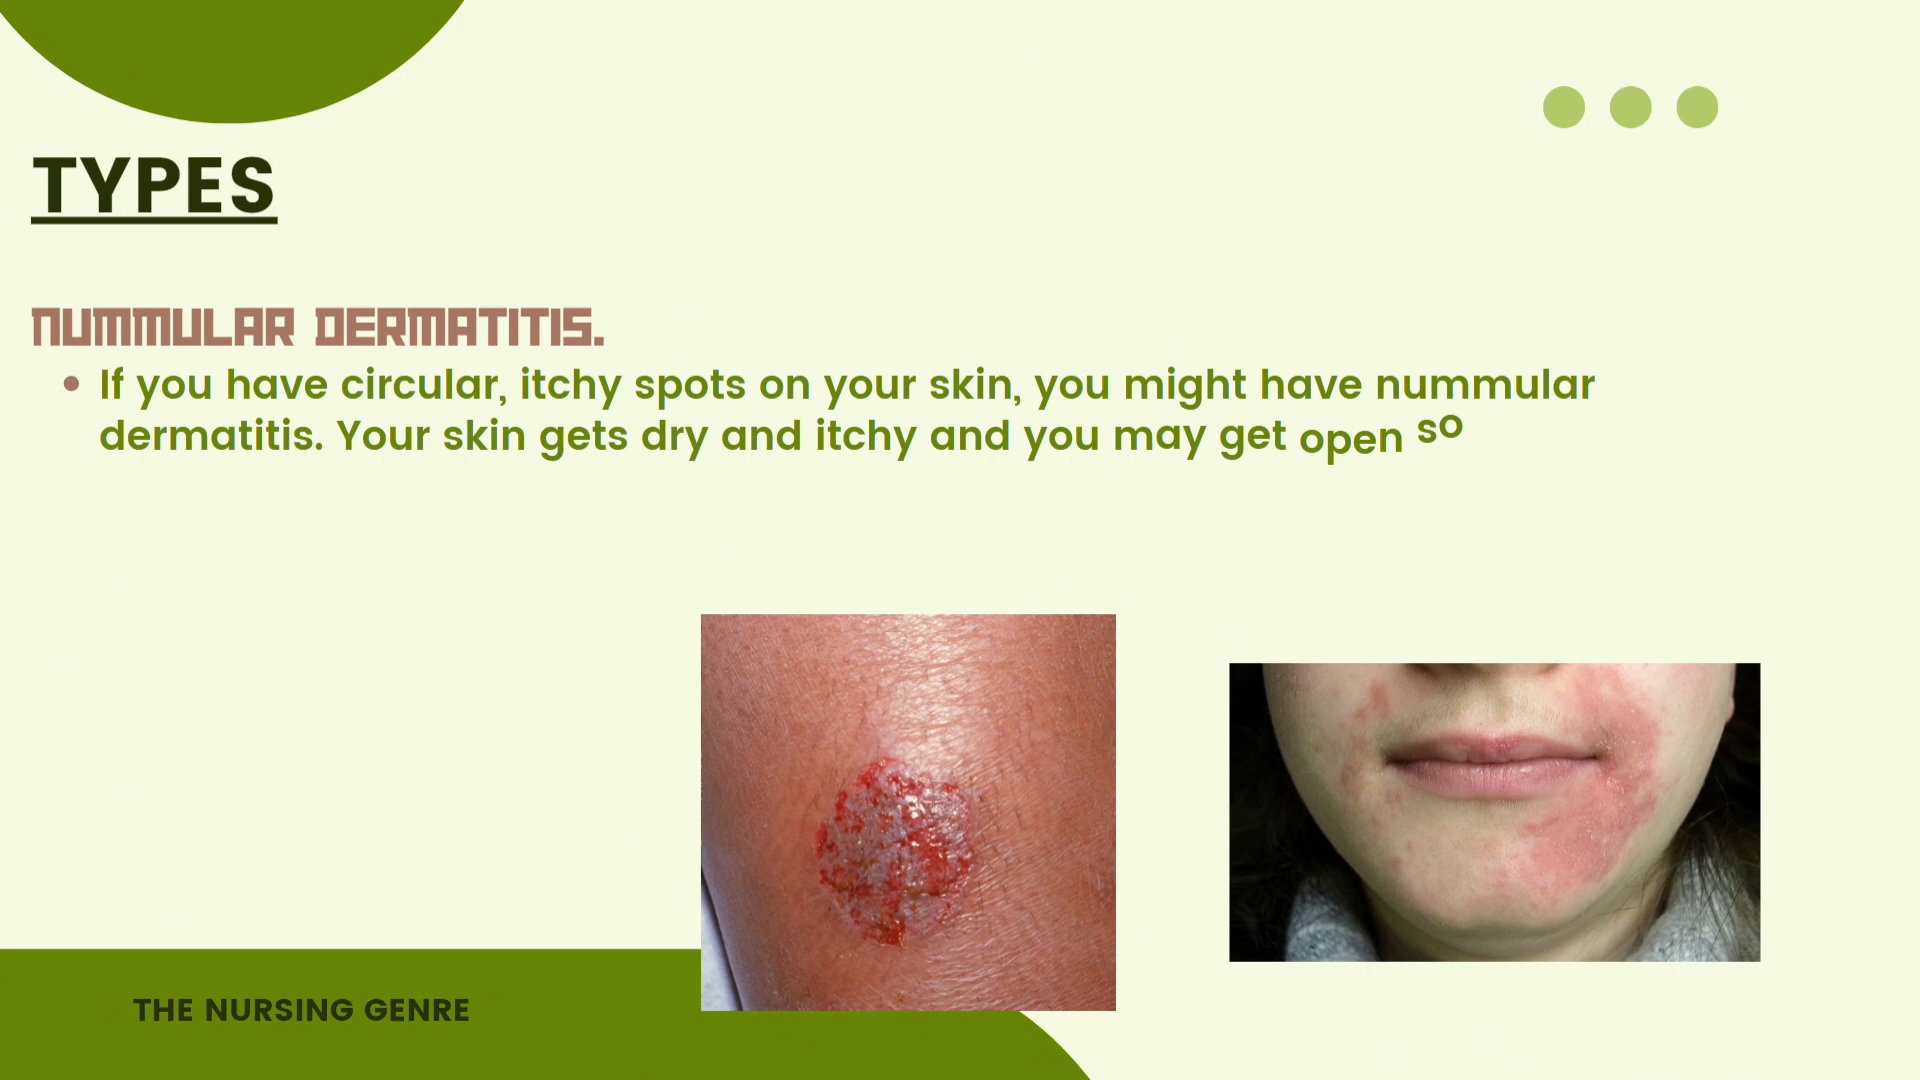 TYPES
NUMMULAR DERMATITIS.
• If you have circular, itchy spots on your skin, you might have nummular
dermatitis. Your skin gets dry and itchy and you may get open so
THE NURSING GENRE